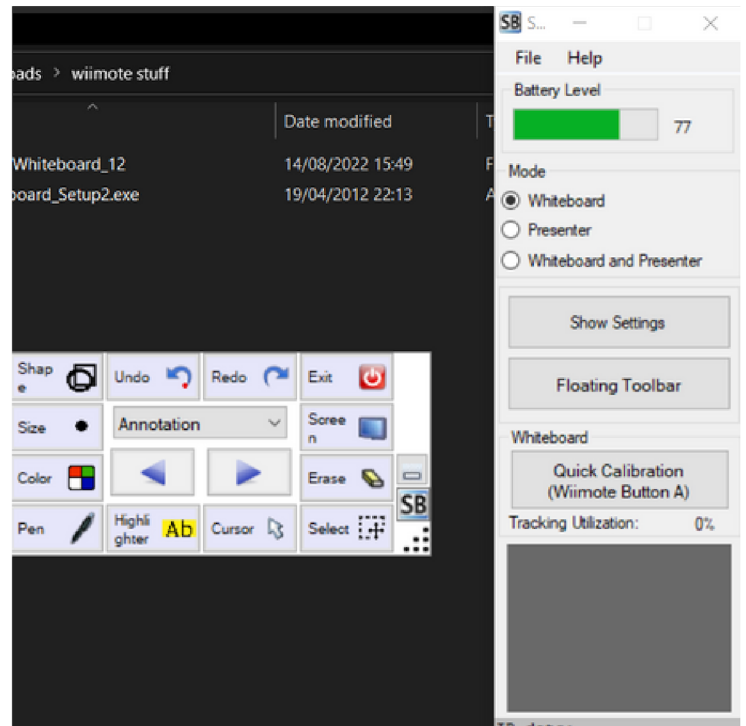 SB S...
File Help
Battery Level
77
Mode
Whiteboard
Presenter
Whiteboard and Presenter
Show Settings
Floating Toolbar
Whiteboard
Quick Calibration
(Wiimote Button A)
Tracking Utilization: 0%
oads > wiimote stuff
Date modified T
Whiteboard_12 14/08/2022 15:49 F
board_Setup2.exe 19/04/2012 22:13 A
Shap
e
Undo
Redo
Exit
Size
Annotation
Scree
n
Color
Erase
SB
Pen
Highli
ghter
Ab
Cursor
Select